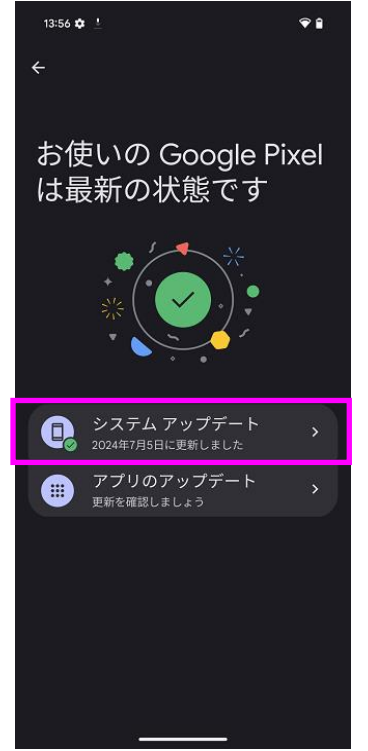 13:56
お使いの Google Pixel
は最新の状態です
システム アップデート
2024年7月5日に更新しました
アプリのアップデート
更新を確認しましょう